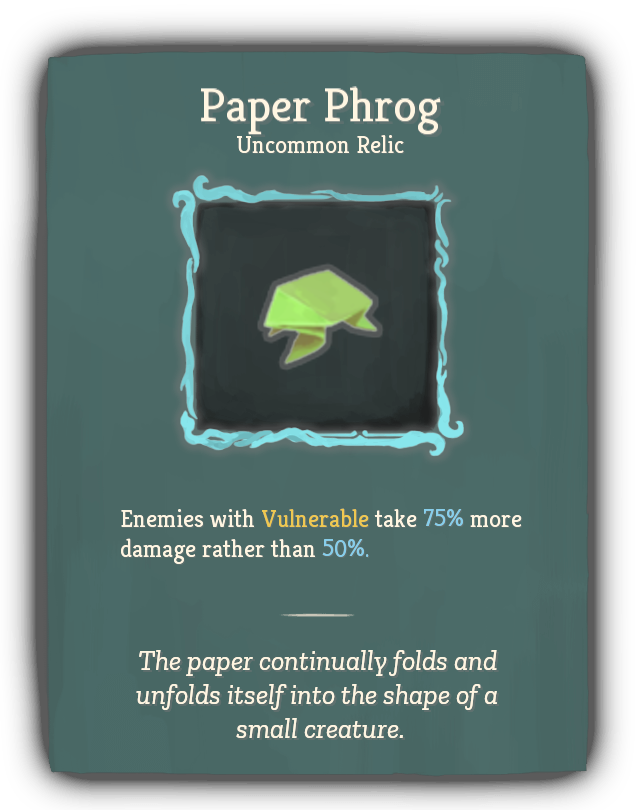 Paper Phrog
Uncommon Relic
Enemies with Vulnerable take 75% more
damage rather than 50%.
The paper continually folds and
unfolds itself into the shape of a
small creature.